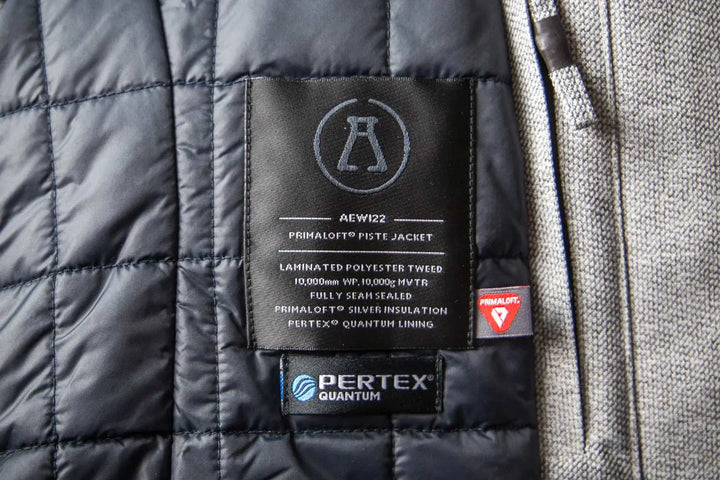 AEW122
PRIMALOFT® PISTE JACKET
LAMINATED POLYESTER TWEED
10,000mm WP, 10,000g MVTR
FULLY SEAM SEALED
PRIMALOFT® SILVER INSULATION
PERTEX® QUANTUM LINING
PRIMALOFT.
PERTEX®
QUANTUM